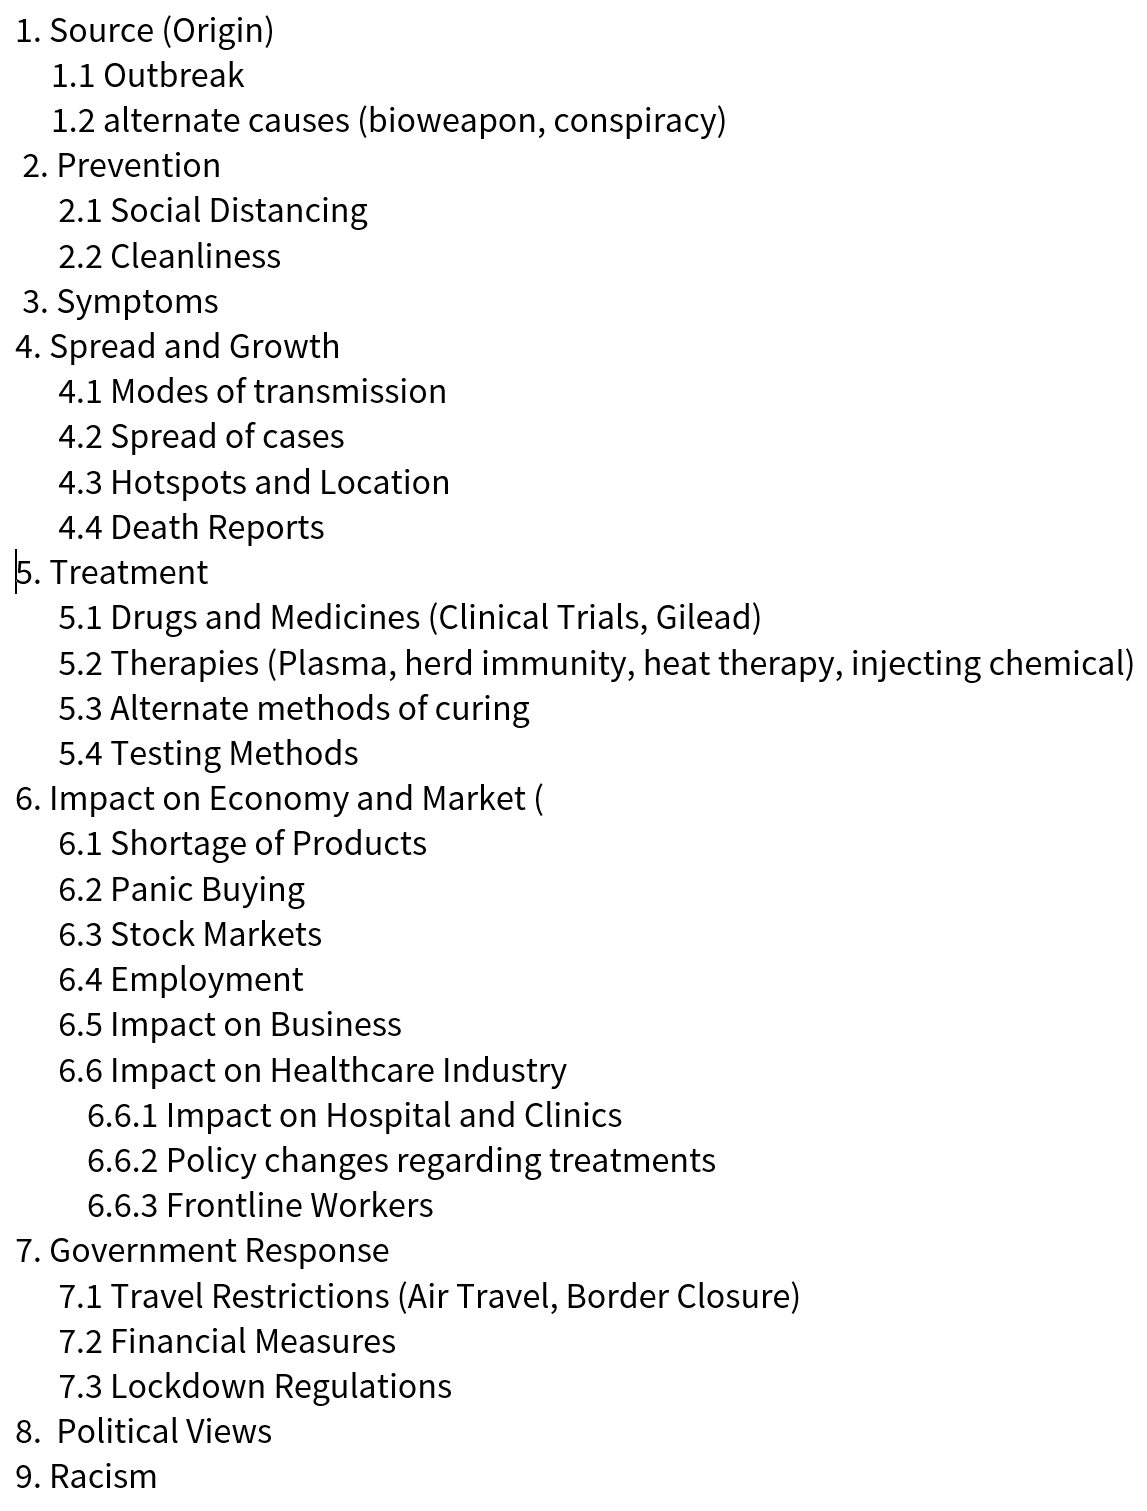 1. Source (Origin)
1.1 Outbreak
1.2 alternate causes (bioweapon, conspiracy)
2. Prevention
2.1 Social Distancing
2.2 Cleanliness
3. Symptoms
4. Spread and Growth
4.1 Modes of transmission
4.2 Spread of cases
4.3 Hotspots and Location
4.4 Death Reports
5. Treatment
5.1 Drugs and Medicines (Clinical Trials, Gilead)
5.2 Therapies (Plasma, herd immunity, heat therapy, injecting chemical)
5.3 Alternate methods of curing
5.4 Testing Methods
6. Impact on Economy and Market (
6.1 Shortage of Products
6.2 Panic Buying
6.3 Stock Markets
6.4 Employment
6.5 Impact on Business
6.6 Impact on Healthcare Industry
6.6.1 Impact on Hospital and Clinics
6.6.2 Policy changes regarding treatments
6.6.3 Frontline Workers
7. Government Response
7.1 Travel Restrictions (Air Travel, Border Closure)
7.2 Financial Measures
7.3 Lockdown Regulations
8.  Political Views
9. Racism